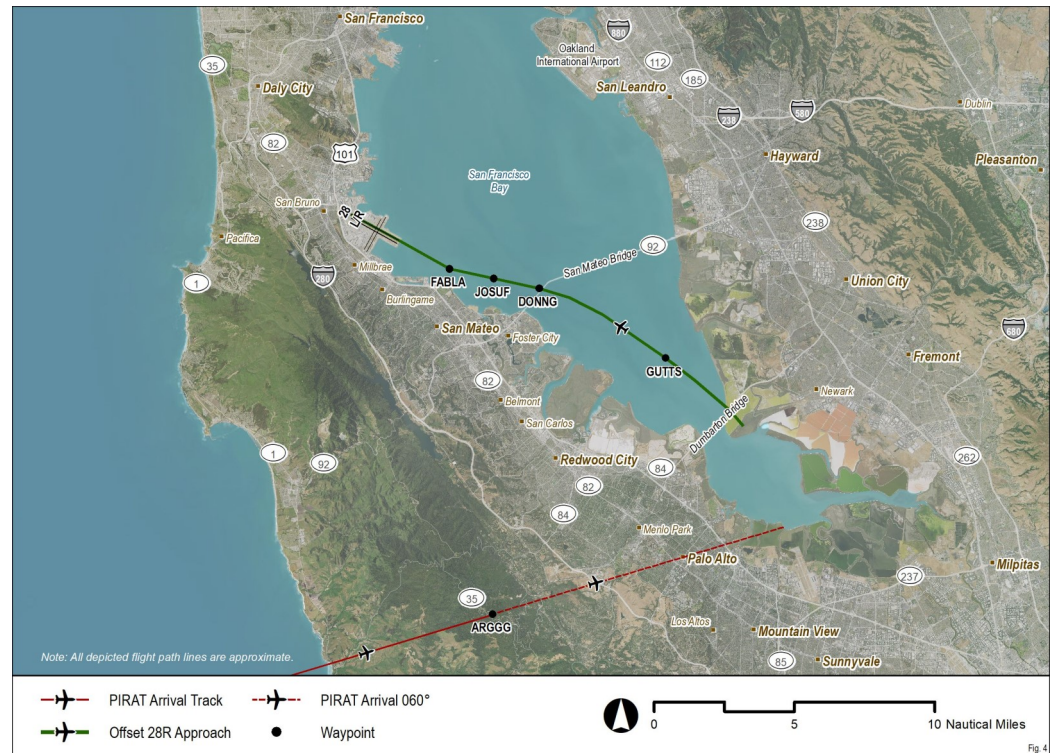 San Francisco
35
Daly City
82
101
San Bruno
28
L/R
Pacifica
1
280
Millbrae
Burlingame
San Mateo
Foster City
82
Belmont
San Carlos
Redwood City
84
82
84
1
92
Menlo Park
Palo Alto
35
ARGGG
Los Altos
Mountain View
85
Sunnyvale
237
Milpitas
262
Newark
Fremont
680
Union City
238
92
San Mateo Bridge
FABLA
JOSUF
DONNG
GUTTS
Dumbarton Bridge
San Francisco
Bay
Oakland
International Airport
880
112
185
San Leandro
238
580
Dublin
Hayward
Pleasanton
Note: All depicted flight path lines are approximate.
PIRAT Arrival Track
PIRAT Arrival 060°
Offset 28R Approach
Waypoint
0
5
10 Nautical Miles
Fig. 4